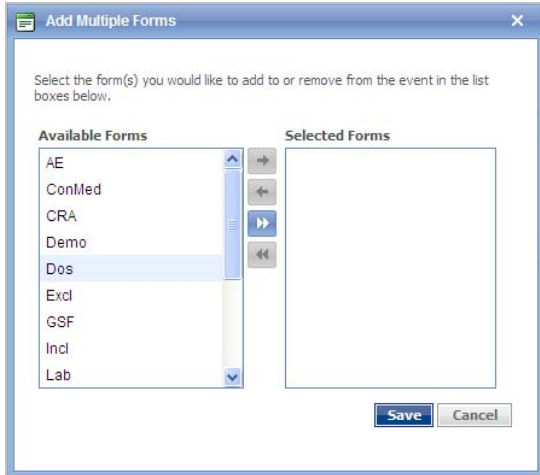 Add Multiple Forms
Select the form(s) you would like to add to or remove from the event in the list
boxes below.
Available Forms
Selected Forms
AE
ConMed
CRA
Demo
Dos
Excl
GSF
Incl
Lab
Save
Cancel